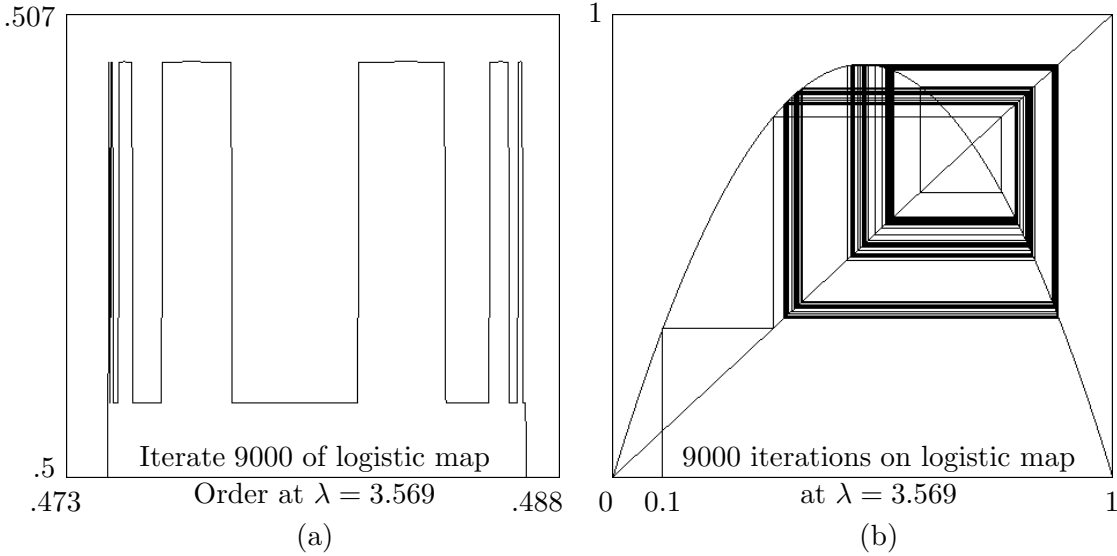 .507
.5
.473
.488
Iterate 9000 of logistic map
Order at λ = 3.569
(a)
1
0
0.1
1
9000 iterations on logistic map
at λ = 3.569
(b)